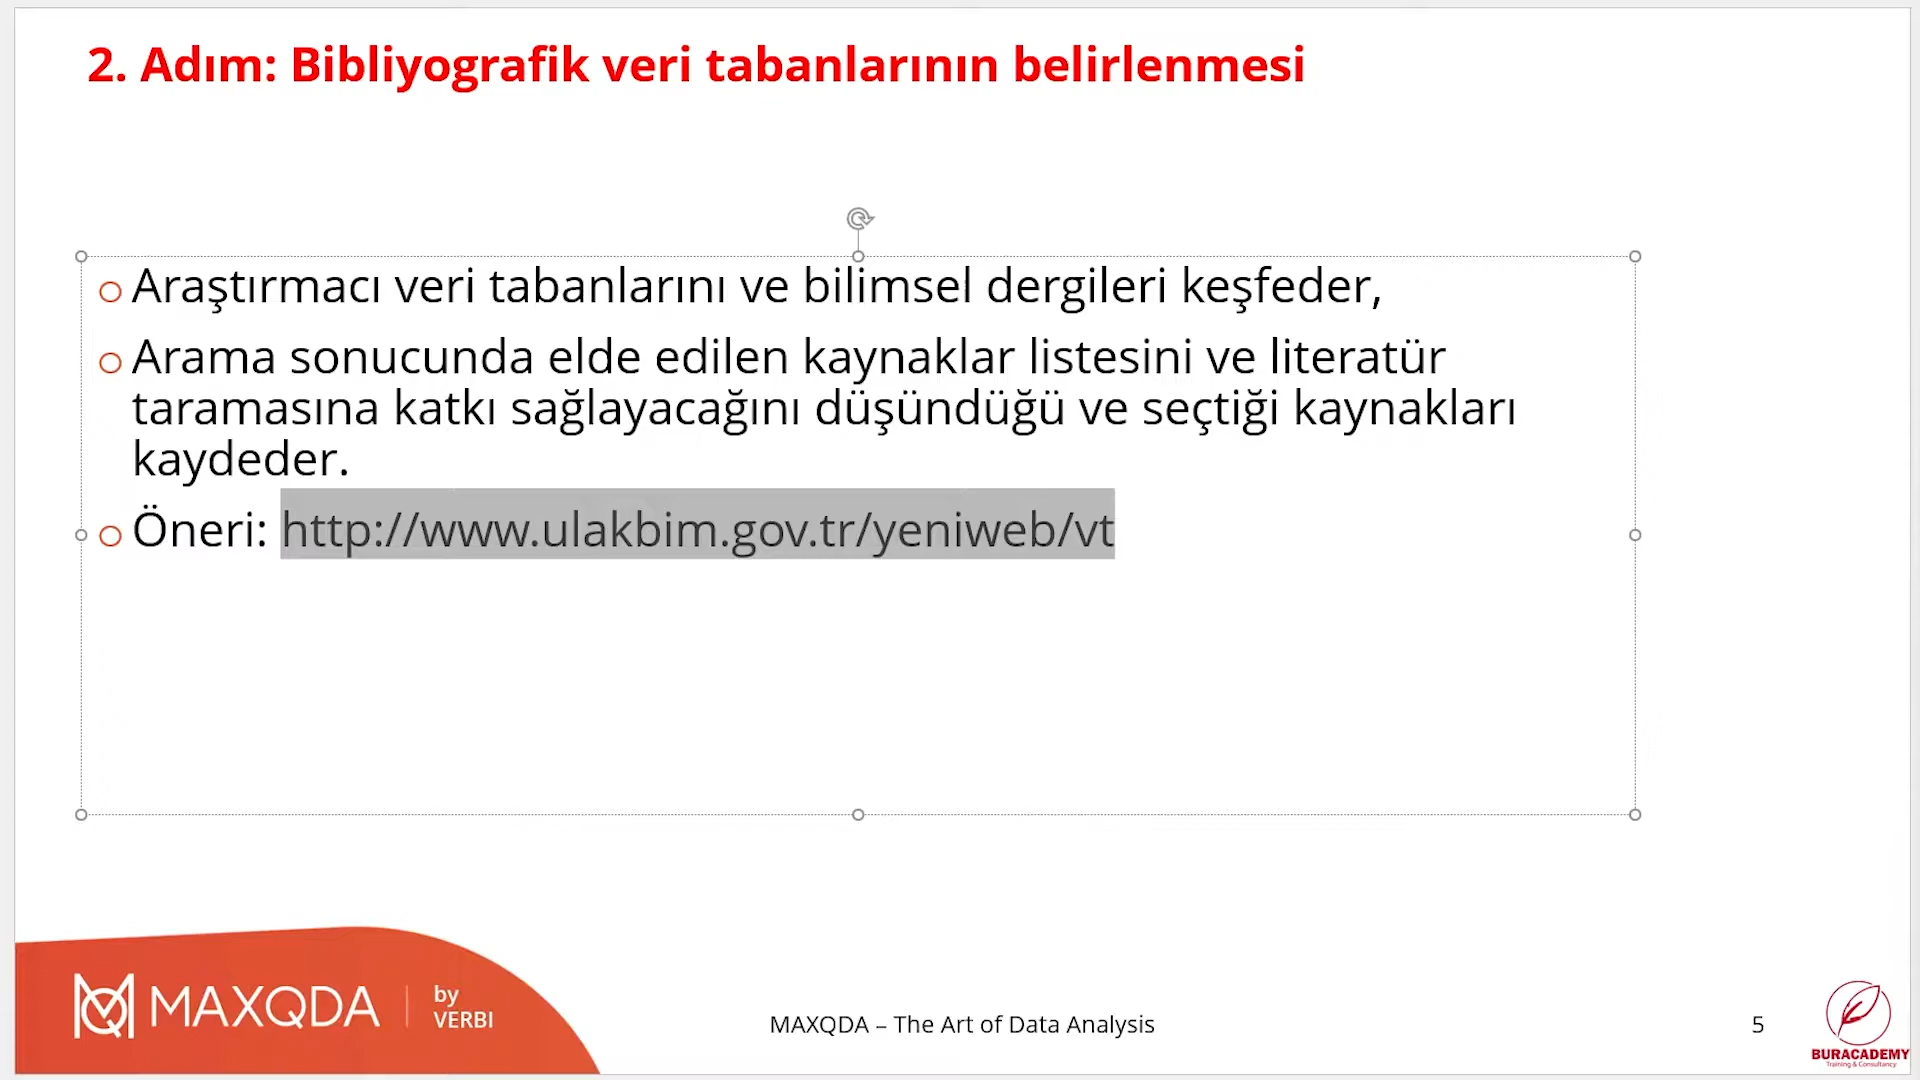 2. Adım: Bibliyografik veri tabanlarının belirlenmesi
o Araştırmacı veri tabanlarını ve bilimsel dergileri keşfeder,
o Arama sonucunda elde edilen kaynaklar listesini ve literatür
taramasına katkı sağlayacağını düşündüğü ve seçtiği kaynakları
kaydeder.
o Öneri: http://www.ulakbim.gov.tr/yeniweb/vt
MAXQDA | by
VERBI
MAXQDA – The Art of Data Analysis
5
BURACADEMY
Training & Consultancy